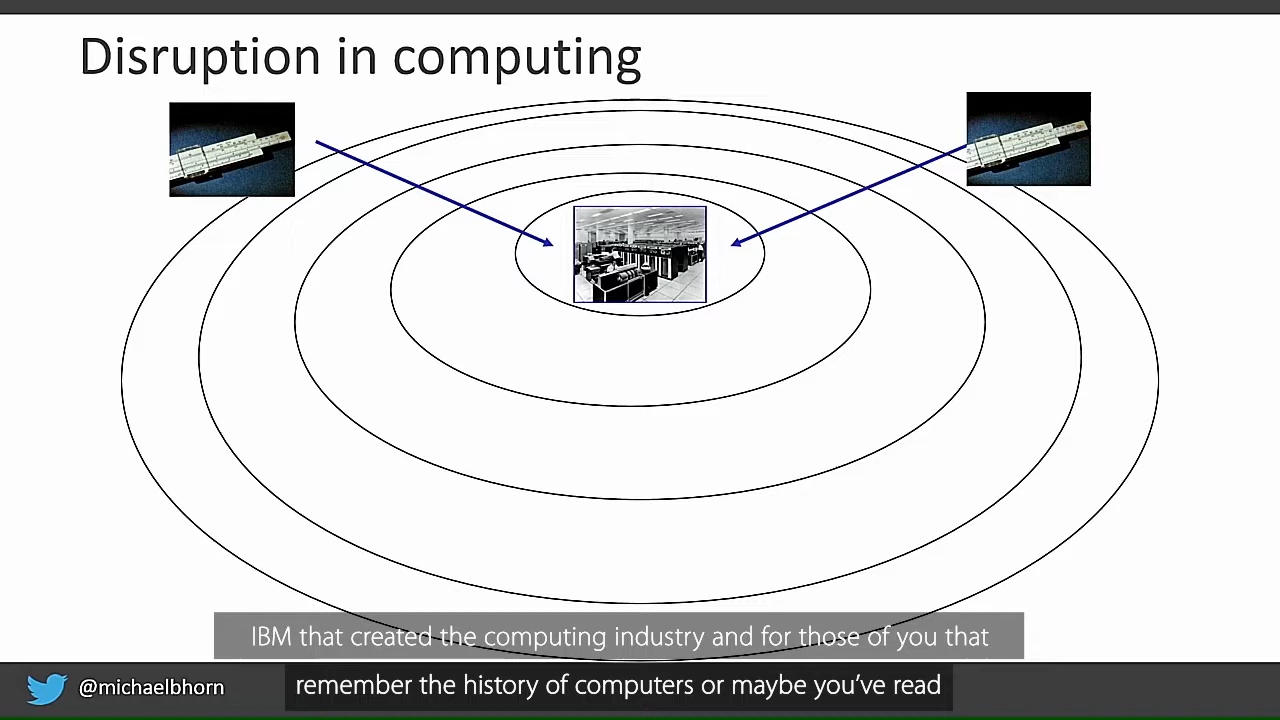 Disruption in computing
IBM that created the computing industry and for those of you that
remember the history of computers or maybe you've read
@michaelbhorn